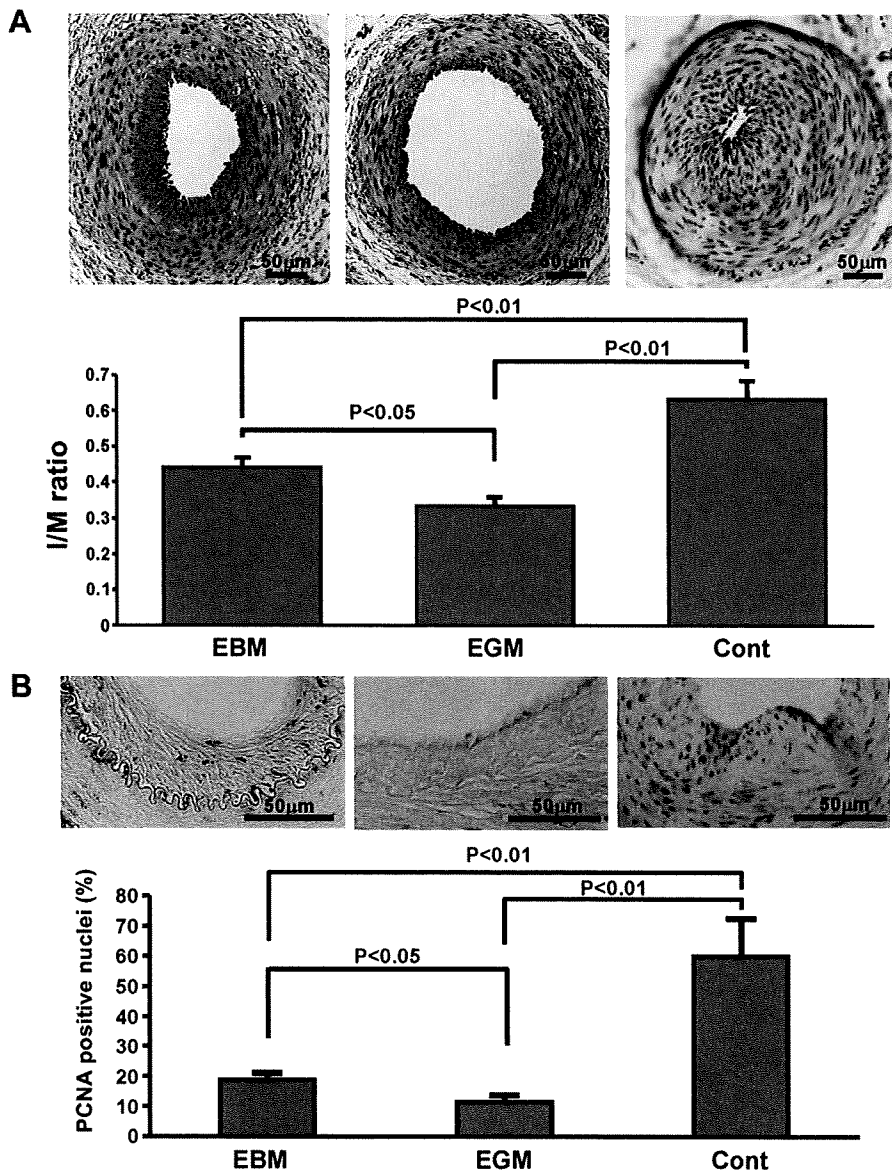 A
50µm
50µm
50µm
P<0.01
P<0.01
P<0.05
I/M ratio
0.7
0.6
0.5
0.4
0.3
0.2
0.1
0
EBM
EGM
Cont
B
50µm
50µm
50µm
P<0.01
P<0.01
P<0.05
PCNA positive nuclei (%)
80
70
60
50
40
30
20
10
0
EBM
EGM
Cont